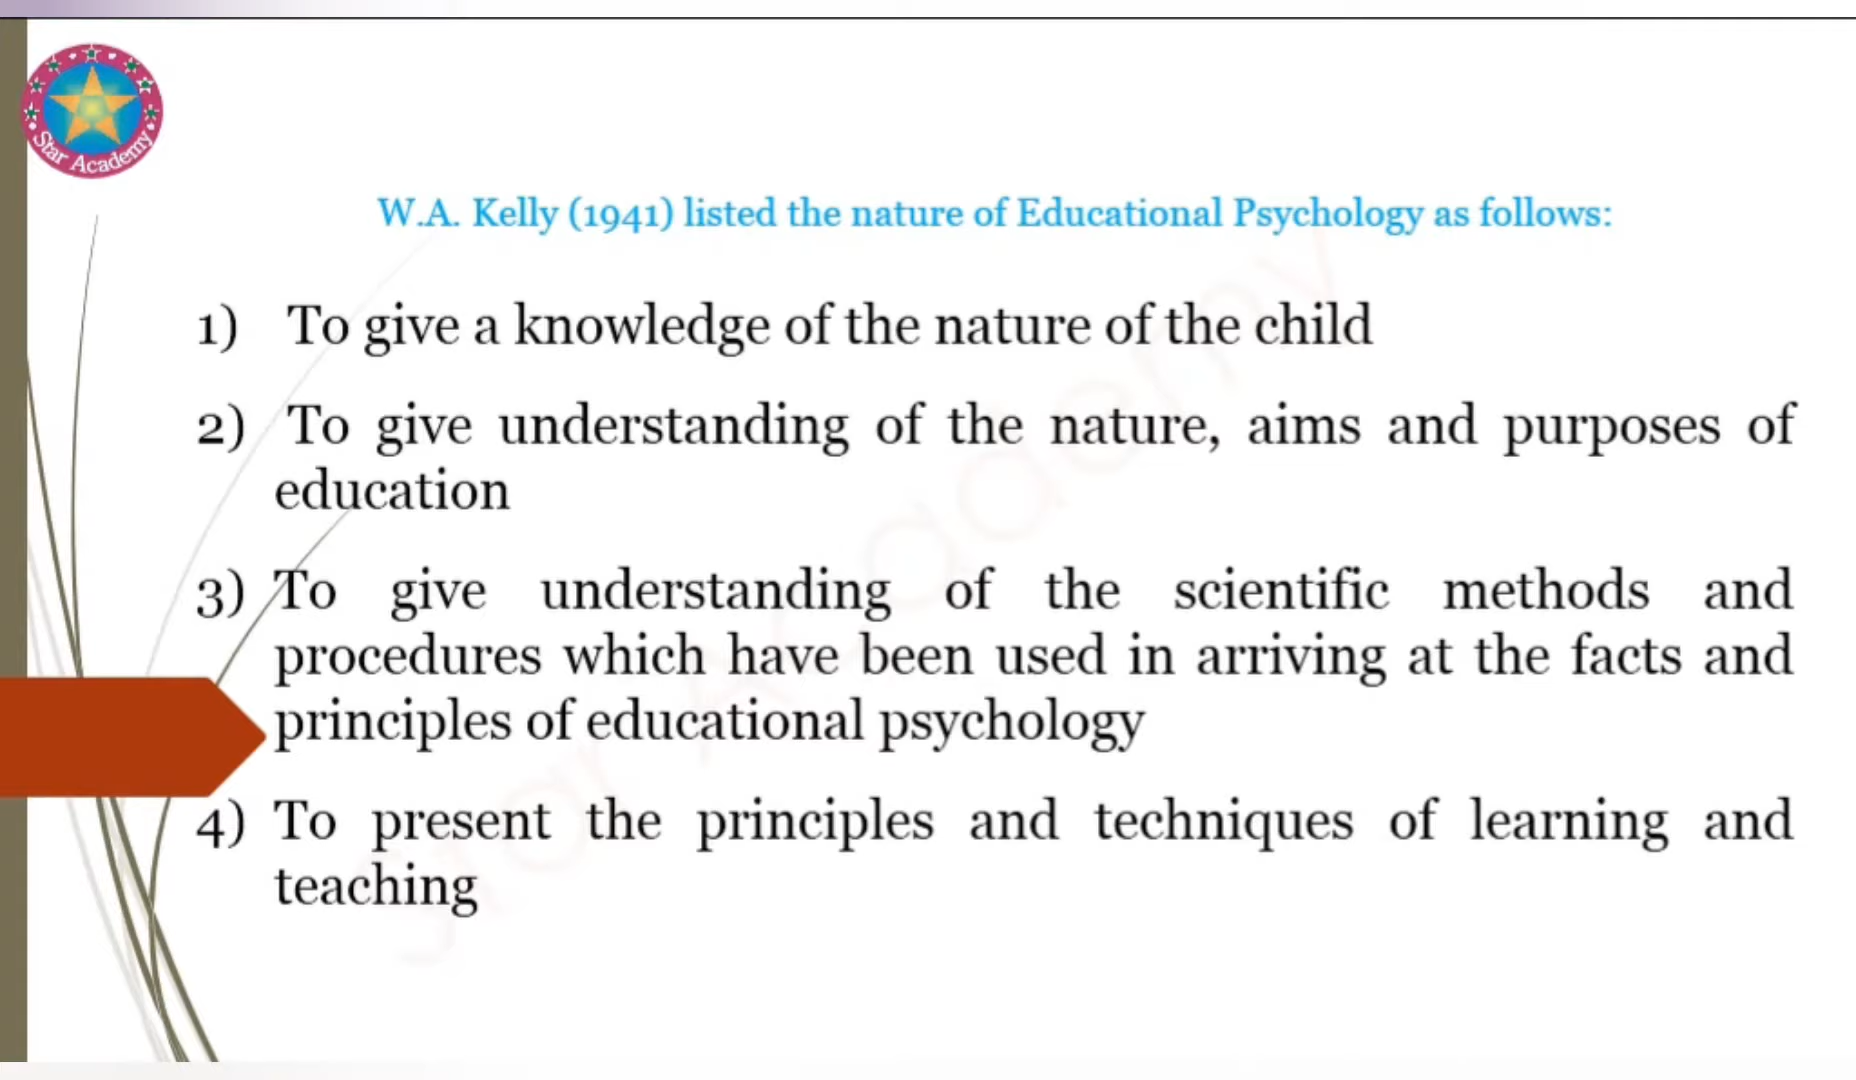 Star Academy
W.A. Kelly (1941) listed the nature of Educational Psychology as follows:
1) To give a knowledge of the nature of the child
2) To give understanding of the nature, aims and purposes of
education
3) To give understanding of the scientific methods and
procedures which have been used in arriving at the facts and
principles of educational psychology
4) To present the principles and techniques of learning and
teaching
Star Academy